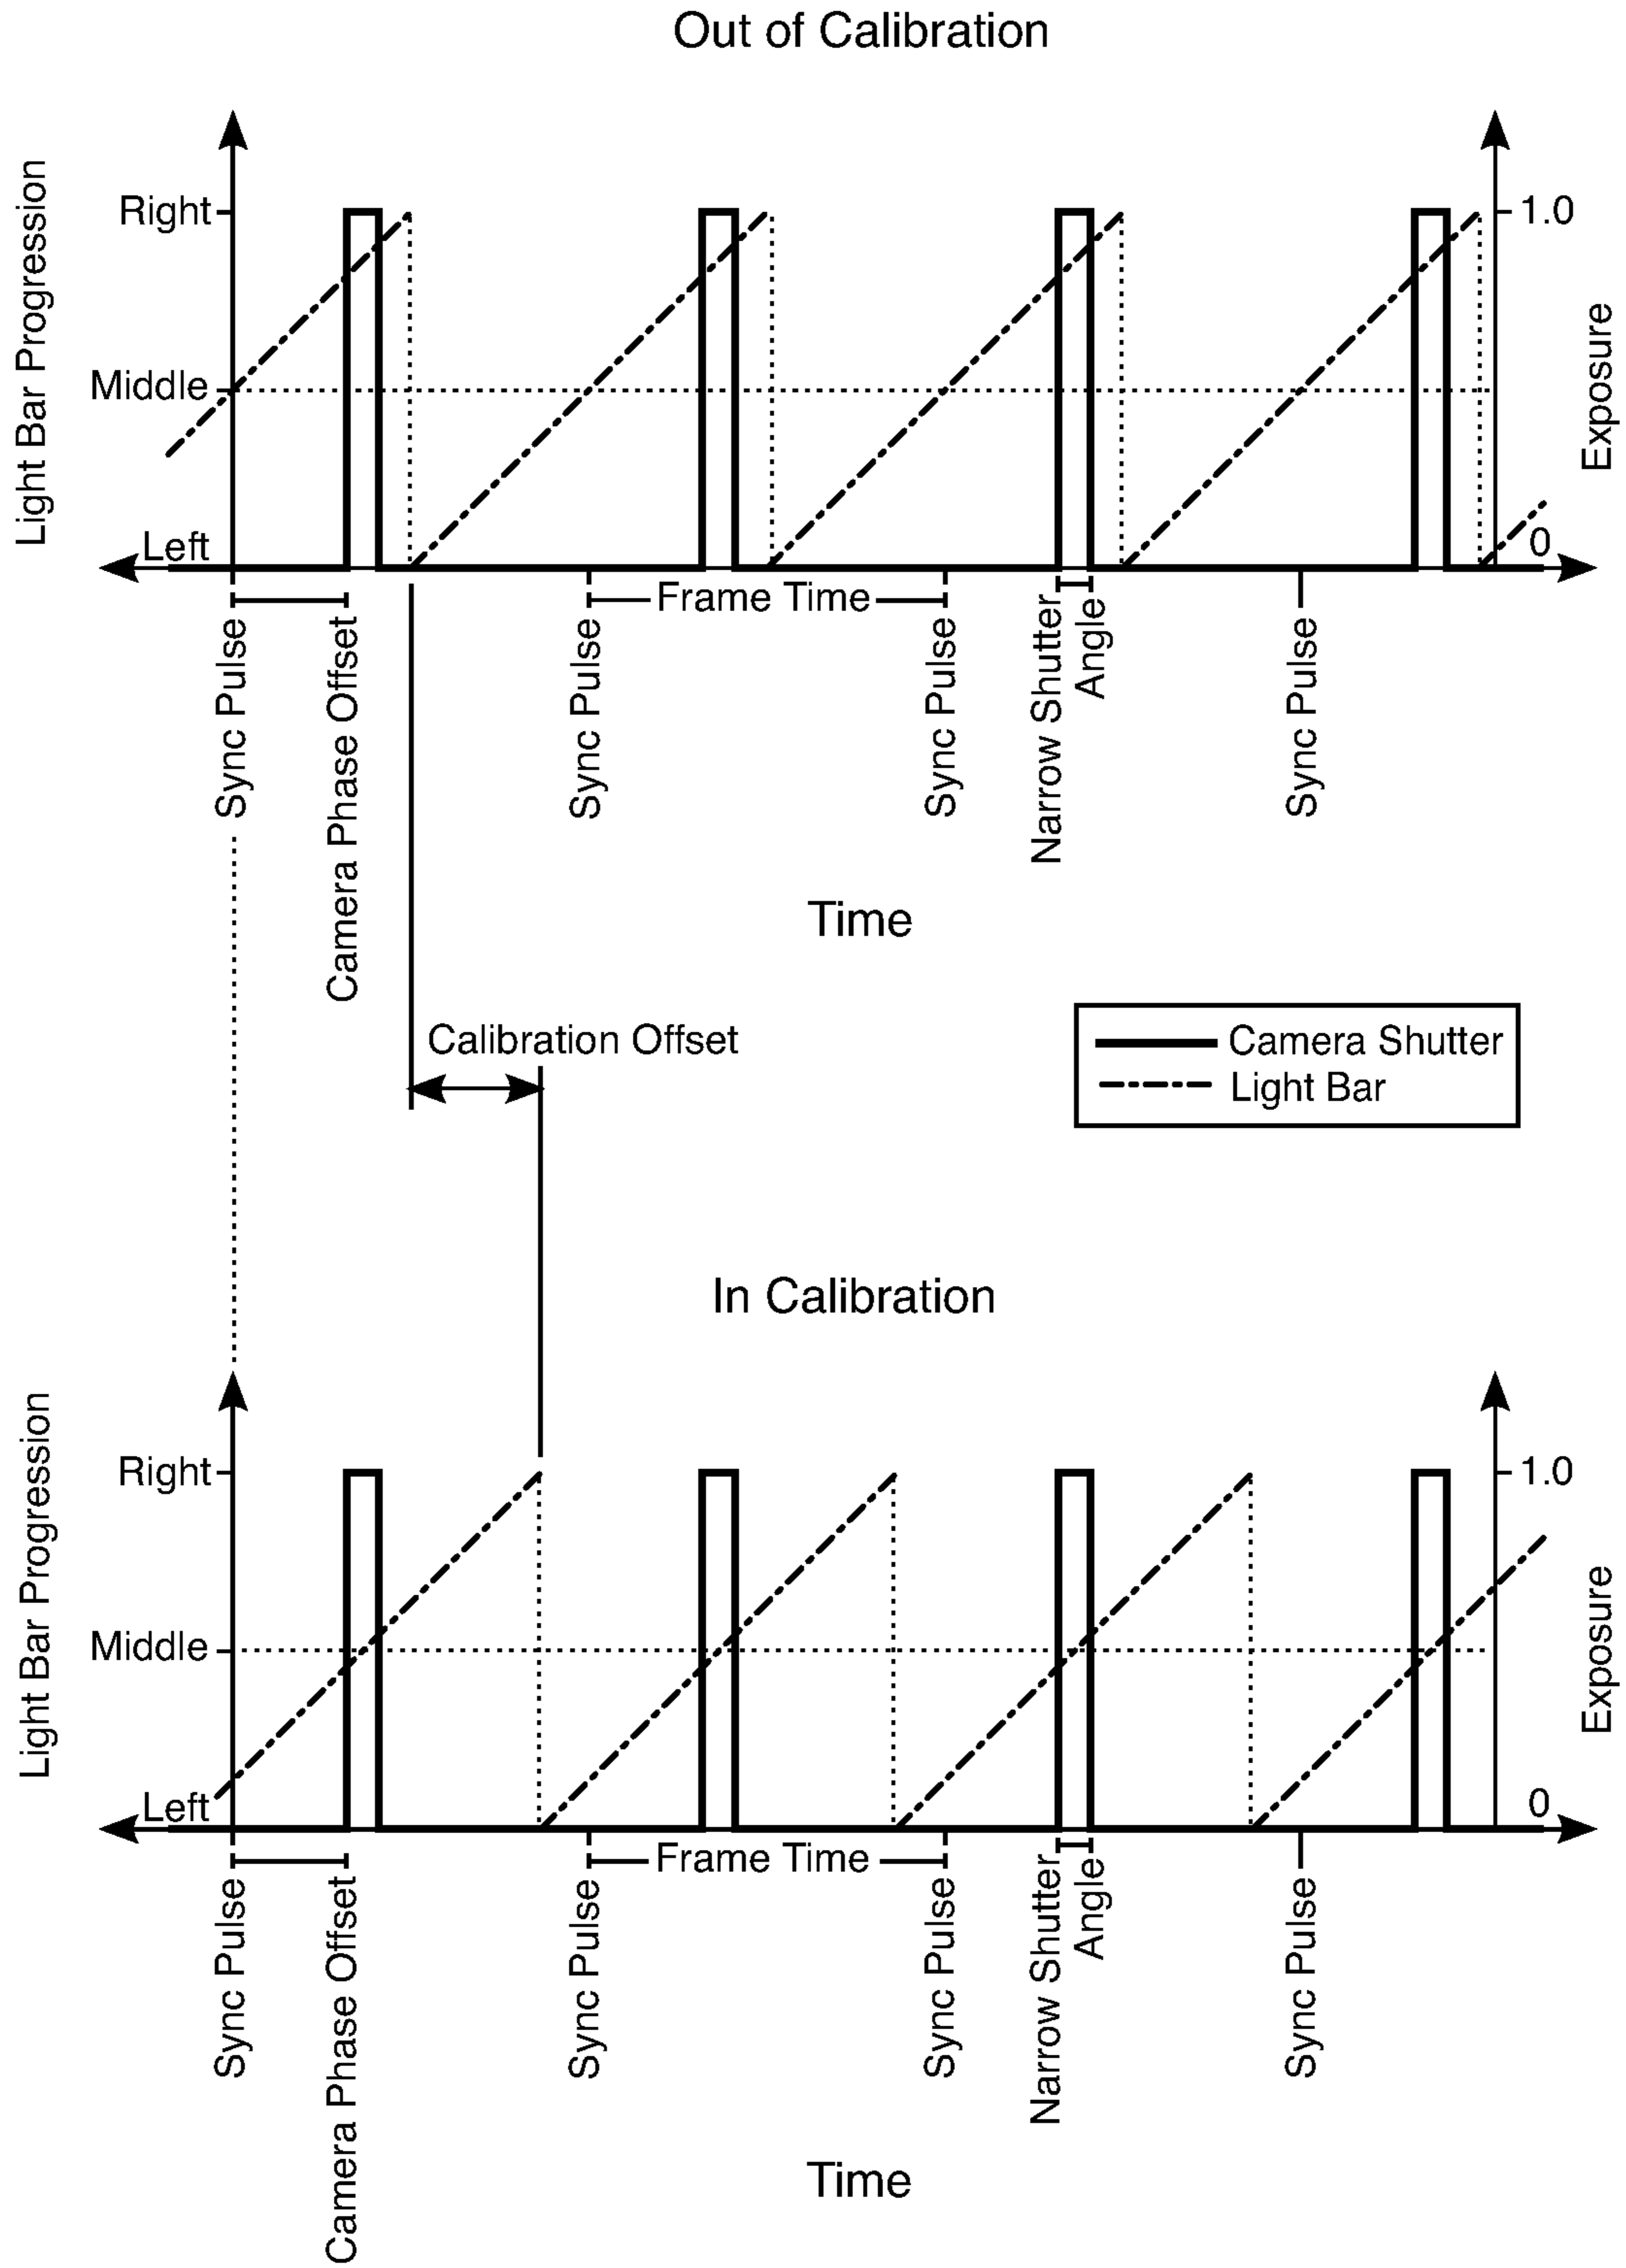 Out of Calibration
Light Bar Progression
Right
Middle
Left
1.0
Exposure
0
Frame Time
Sync Pulse
Camera Phase Offset
Sync Pulse
Sync Pulse
Narrow Shutter
Angle
Sync Pulse
Time
Calibration Offset
Camera Shutter
Light Bar
In Calibration
Light Bar Progression
Right
Middle
Left
1.0
Exposure
0
Frame Time
Sync Pulse
Camera Phase Offset
Sync Pulse
Sync Pulse
Narrow Shutter
Angle
Sync Pulse
Time